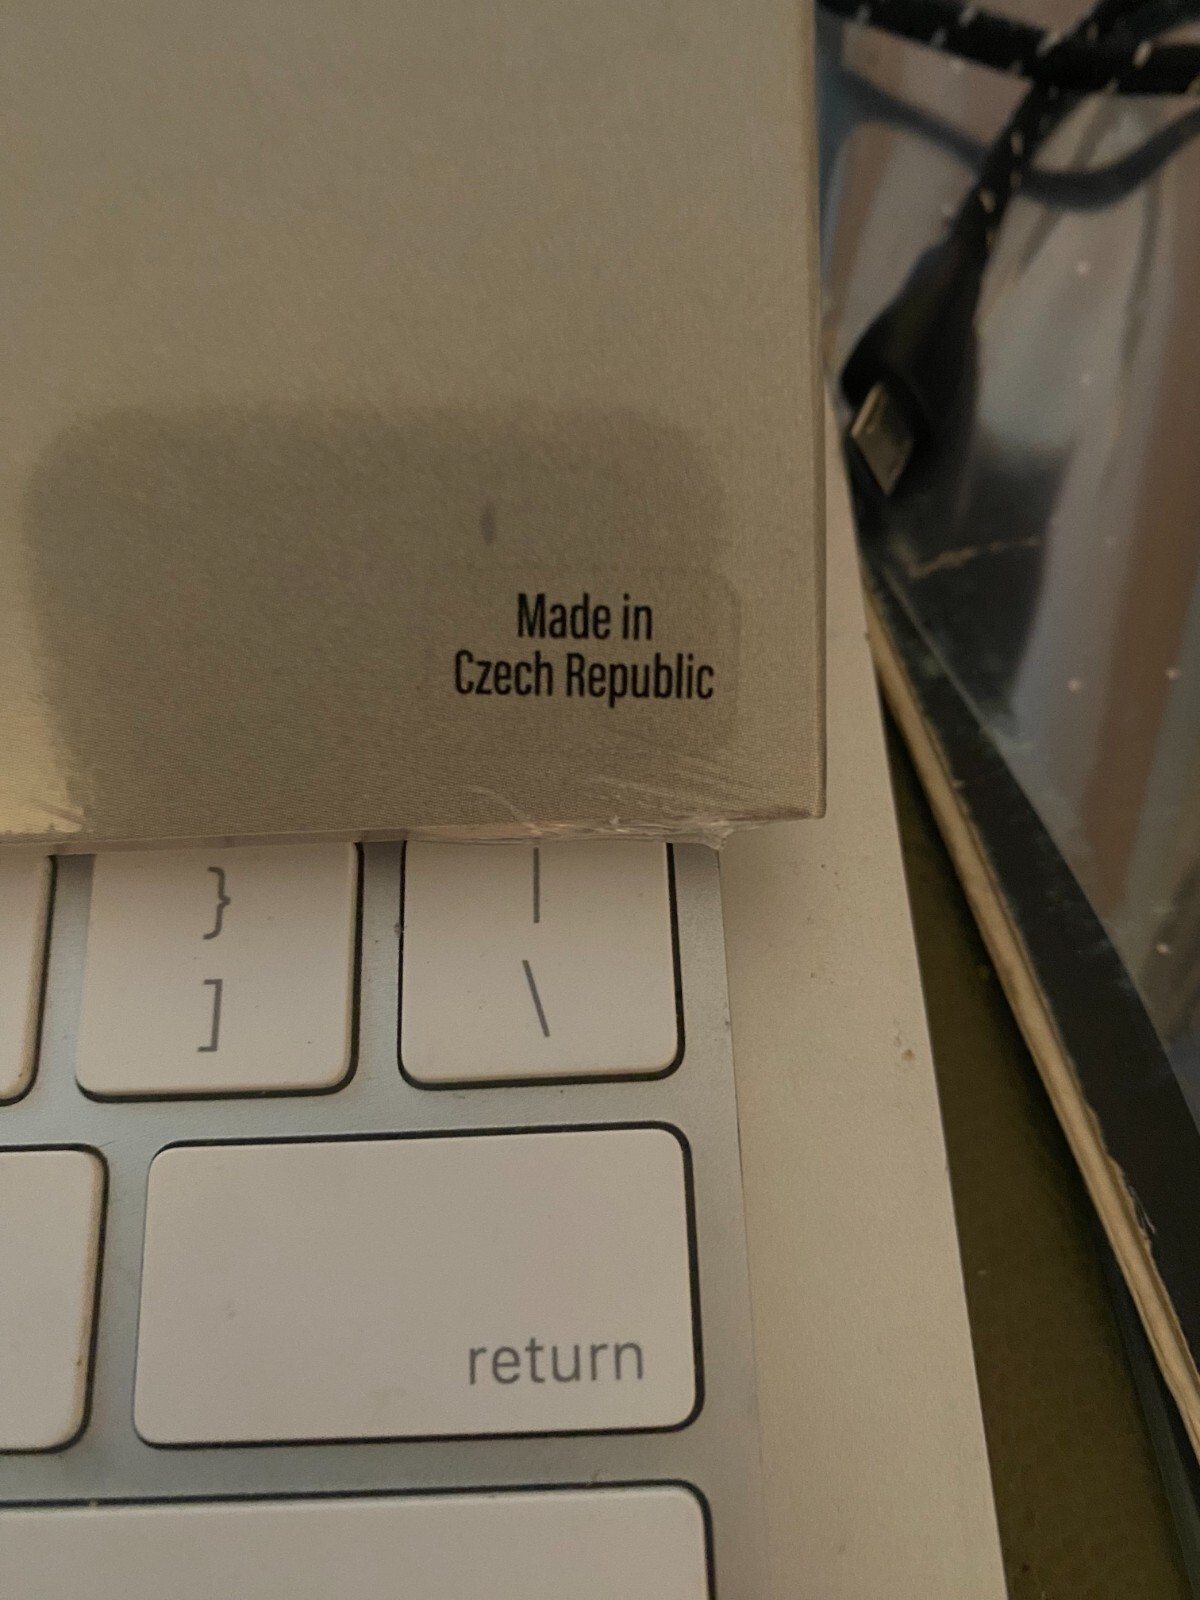 Made in
Czech Republic
} |
] \
return